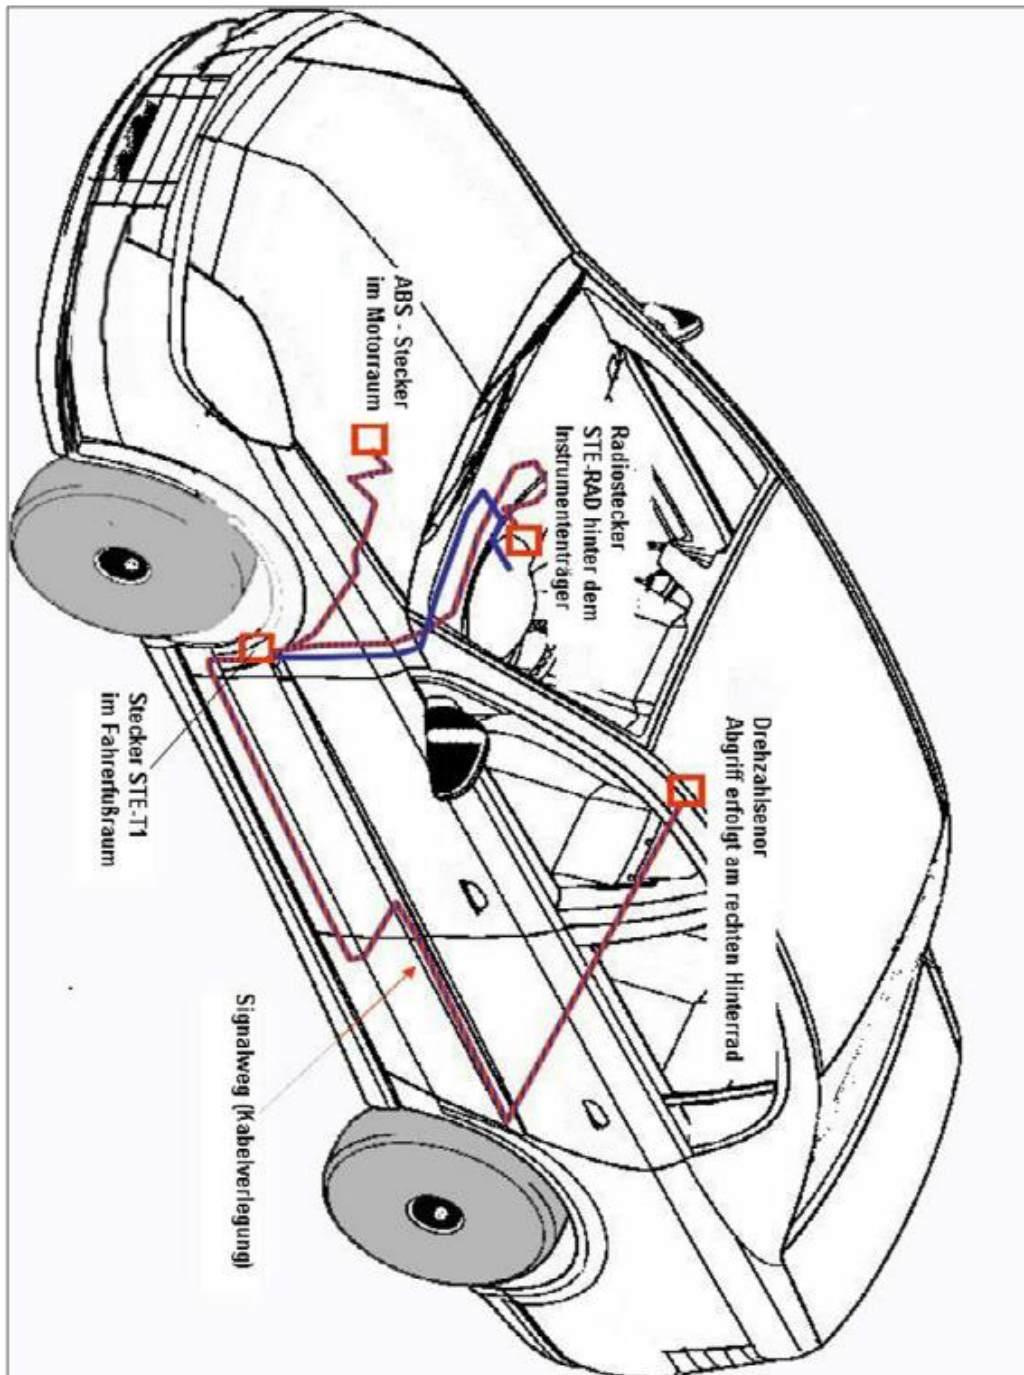 ABS - Stecker
im Motorraum
Radiostecker
STE-RAD hinter dem
Instrumententräger
Drehzahlsenor
Abgriff erfolgt am rechten Hinterrad
Stecker STE-T1
im Fahrerfußraum
Signalweg (Kabelverlegung)